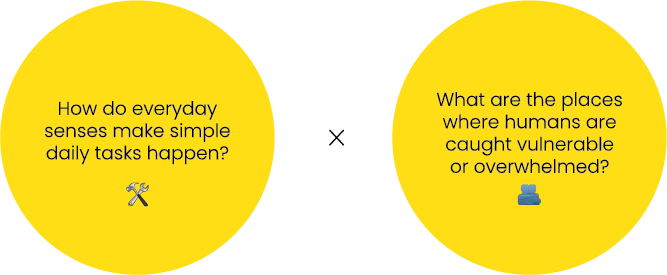 How do everyday
senses make simple
daily tasks happen?
×
What are the places
where humans are
caught vulnerable
or overwhelmed?